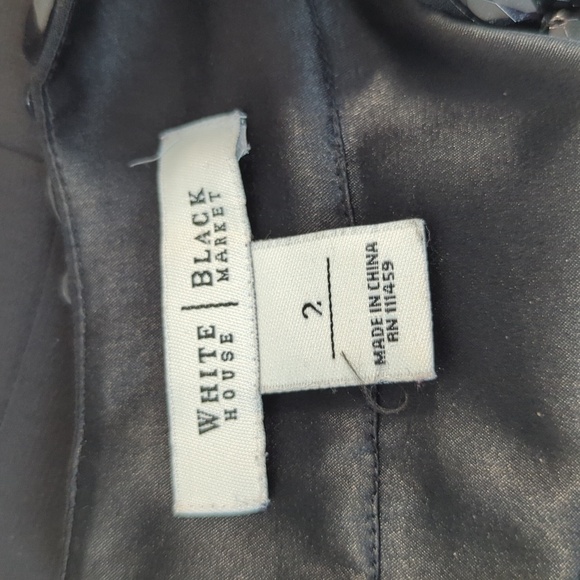 WHITE | BLACK
HOUSE | MARKET
2
MADE IN CHINA
RN 111459